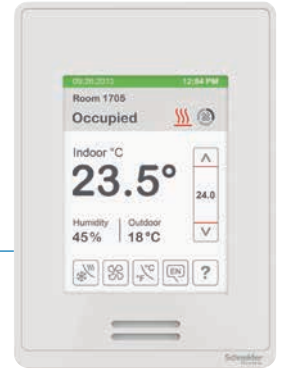 09.26.2013 12:54 PM
Room 1705
Occupied
Indoor °C
23.5°
24.0
Humidity Outdoor
45% 18°C
°C
°F
EN
?
Schneider